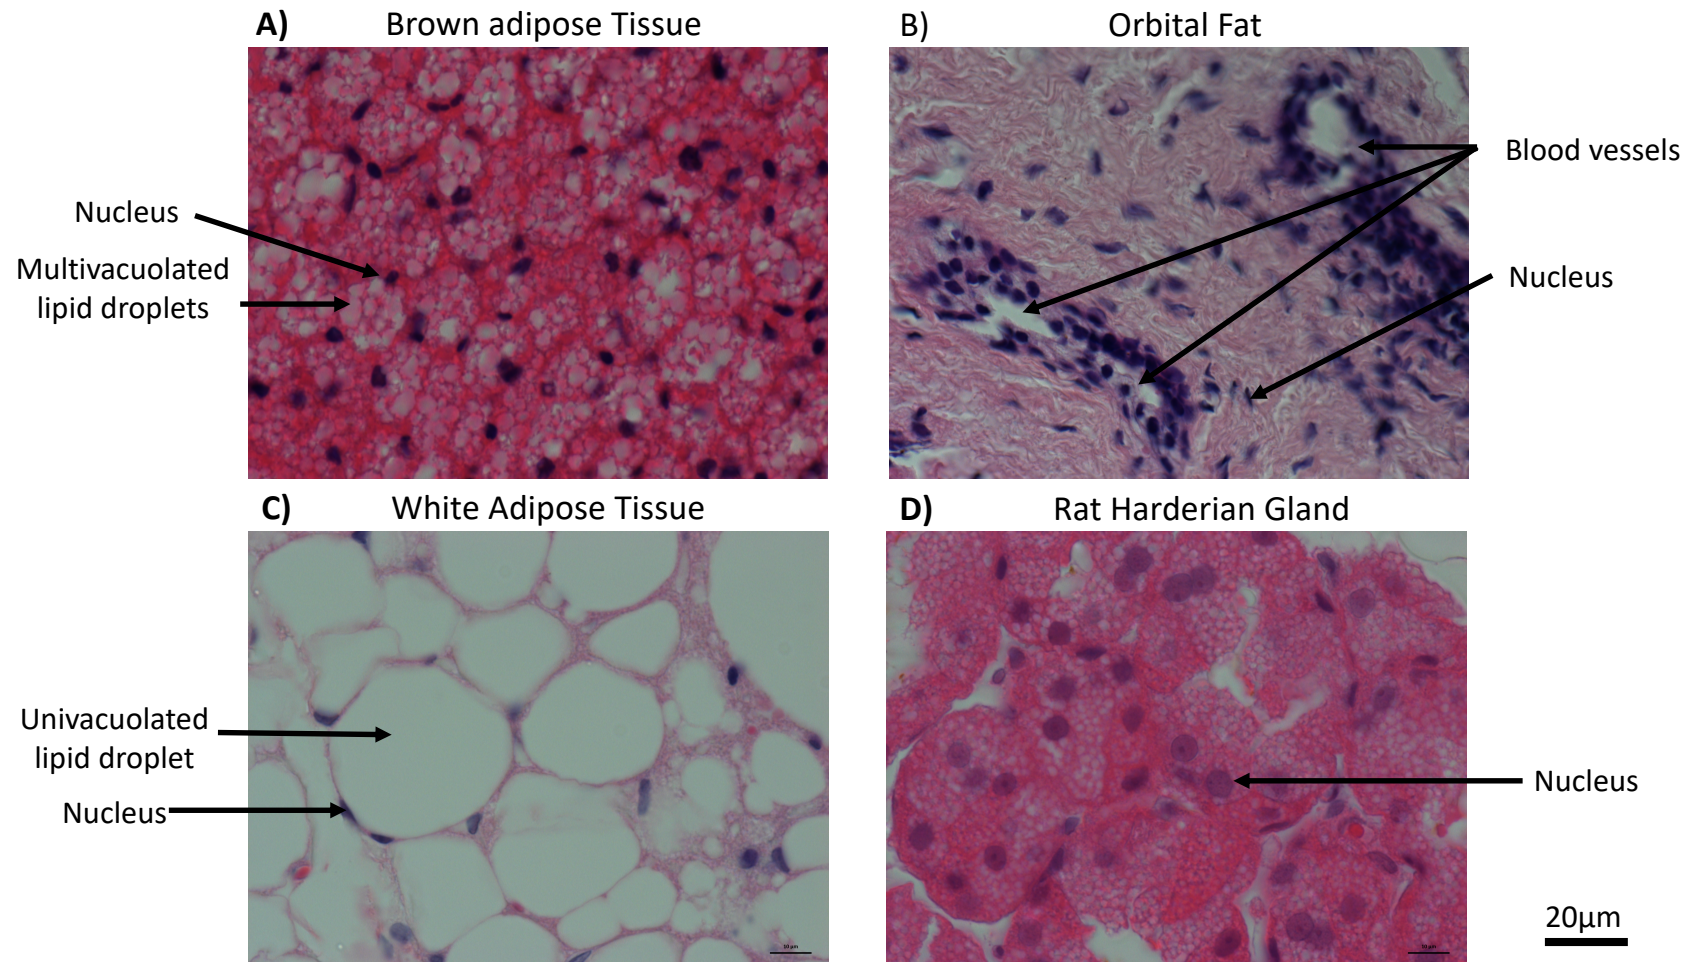 A) Brown adipose Tissue
B) Orbital Fat
Blood vessels
Nucleus
Nucleus
Multivacuolated
lipid droplets
C) White Adipose Tissue
D) Rat Harderian Gland
Univacuolated
lipid droplet
Nucleus
Nucleus
20μm